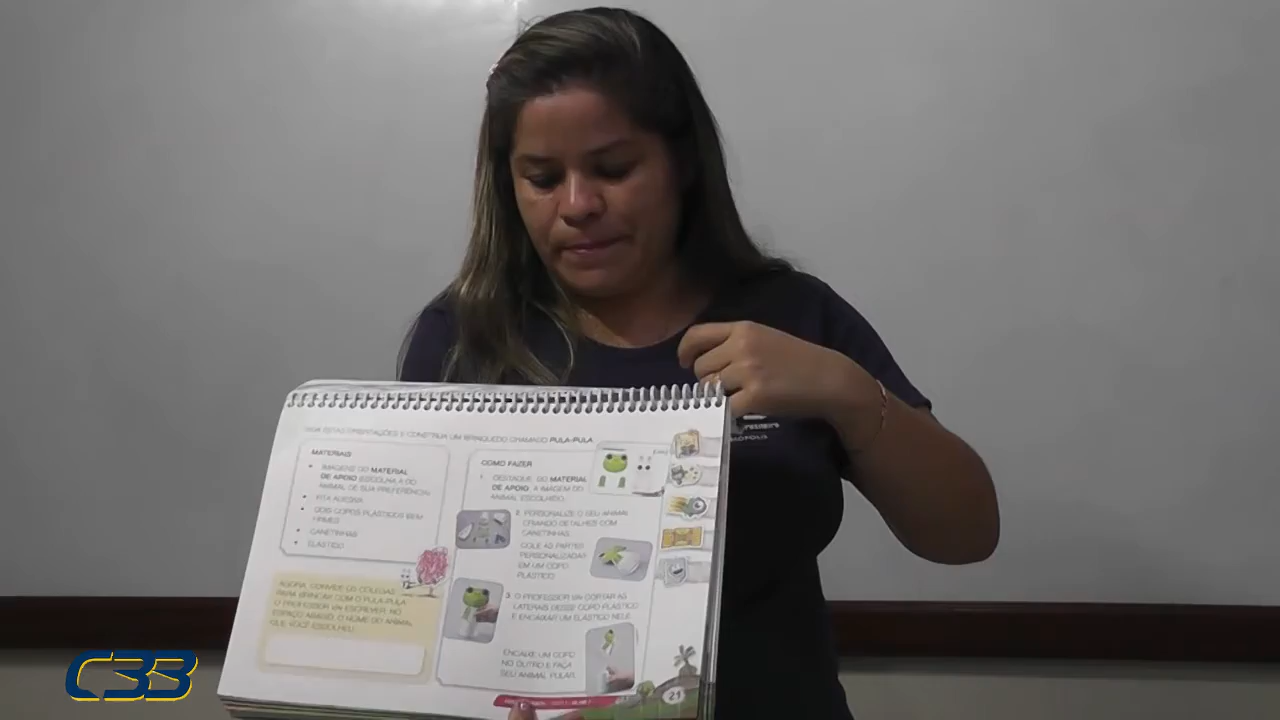 SIGA ESTAS ORIENTAÇÕES E CONSTRUA UM BRINQUEDO CHAMADO PULA-PULA.
MATERIAIS
• IMAGENS DO MATERIAL
DE APOIO (ESCOLHA A DO
ANIMAL DE SUA PREFERÊNCIA)
• FITA ADESIVA
• DOIS COPOS PLÁSTICOS BEM
FIRMES
• CANETINHAS
• ELÁSTICO
AGORA, CONVIDE OS COLEGAS
PARA BRINCAR COM O PULA-PULA.
O PROFESSOR VAI ESCREVER, NO
ESPAÇO ABAIXO, O NOME DO ANIMAL
QUE VOCÊ ESCOLHEU.
COMO FAZER
1. DESTAQUE, DO MATERIAL
DE APOIO, A IMAGEM DO
ANIMAL ESCOLHIDO.
2. PERSONALIZE O SEU ANIMAL
CRIANDO DETALHES COM
CANETINHAS.
COLE AS PARTES
PERSONALIZADAS
EM UM COPO
PLÁSTICO.
3. O PROFESSOR VAI CORTAR AS
LATERAIS DESSE COPO PLÁSTICO
E ENCAIXAR UM ELÁSTICO NELE.
ENCAIXE UM COPO
NO OUTRO E FAÇA
SEU ANIMAL PULAR.
21
C33